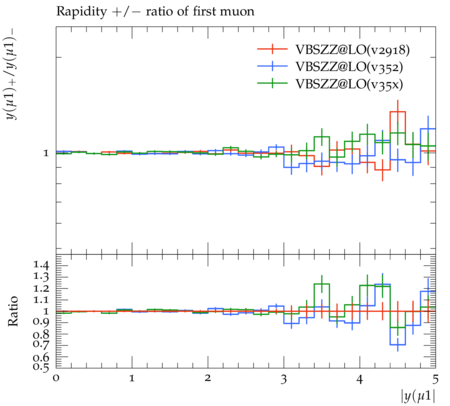 Rapidity +/− ratio of first muon
y(μ1)₊/y(μ1)₋
VBSZZ@LO(v2918)
VBSZZ@LO(v352)
VBSZZ@LO(v35x)
1
Ratio
1.4
1.3
1.2
1.1
1
0.9
0.8
0.7
0.6
0.5
0 1 2 3 4 5
|y(μ1|